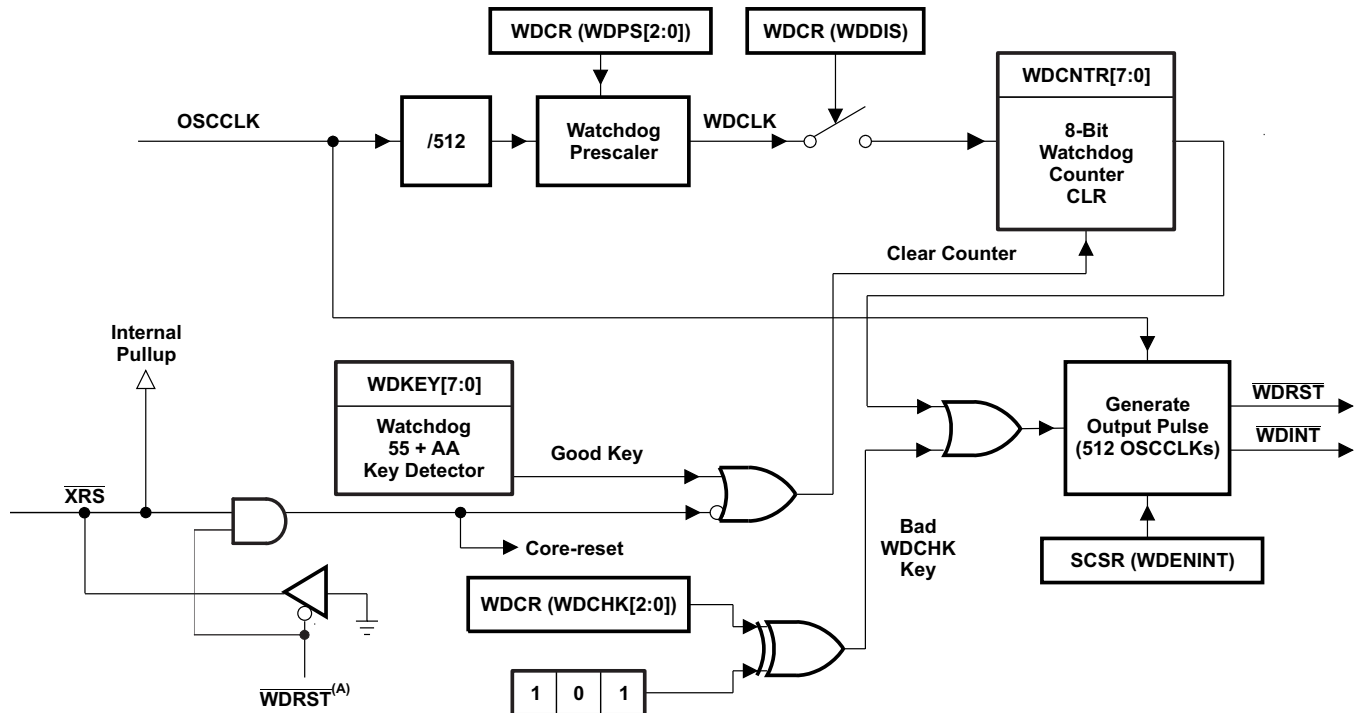 WDCR (WDPS[2:0])
WDCR (WDDIS)
WDCNTR[7:0]
OSCCLK
/512
Watchdog
Prescaler
WDCLK
8-Bit
Watchdog
Counter
CLR
Clear Counter
Internal
Pullup
WDKEY[7:0]
Watchdog
55 + AA
Key Detector
Good Key
Generate
Output Pulse
(512 OSCCLKs)
WDRST
WDINT
XRS
Core-reset
Bad
WDCHK
Key
SCSR (WDENINT)
WDCR (WDCHK[2:0])
WDRST(A)
1 0 1